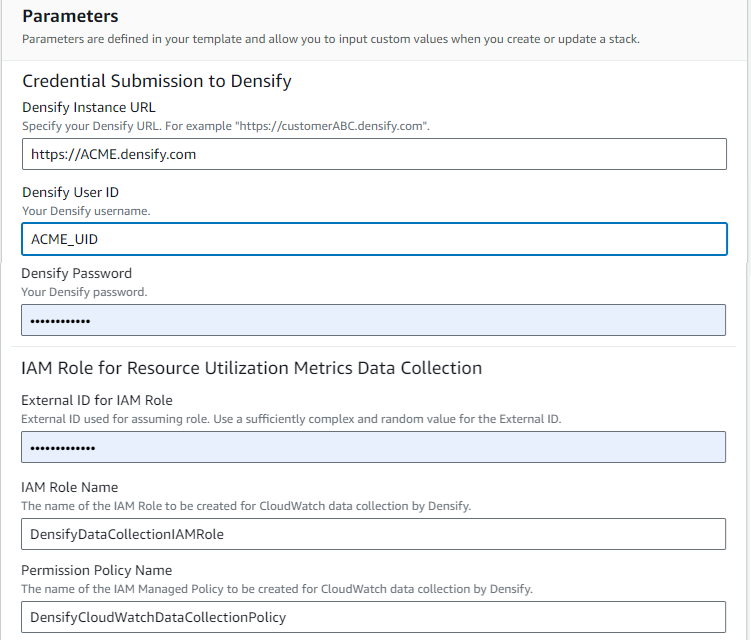 Parameters
Parameters are defined in your template and allow you to input custom values when you create or update a stack.
Credential Submission to Densify
Densify Instance URL
Specify your Densify URL. For example "https://customerABC.densify.com".
https://ACME.densify.com
Densify User ID
Your Densify username.
ACME_UID
Densify Password
Your Densify password.
••••••••••••
IAM Role for Resource Utilization Metrics Data Collection
External ID for IAM Role
External ID used for assuming role. Use a sufficiently complex and random value for the External ID.
•••••••••••••
IAM Role Name
The name of the IAM Role to be created for CloudWatch data collection by Densify.
DensifyDataCollectionIAMRole
Permission Policy Name
The name of the IAM Managed Policy to be created for CloudWatch data collection by Densify.
DensifyCloudWatchDataCollectionPolicy